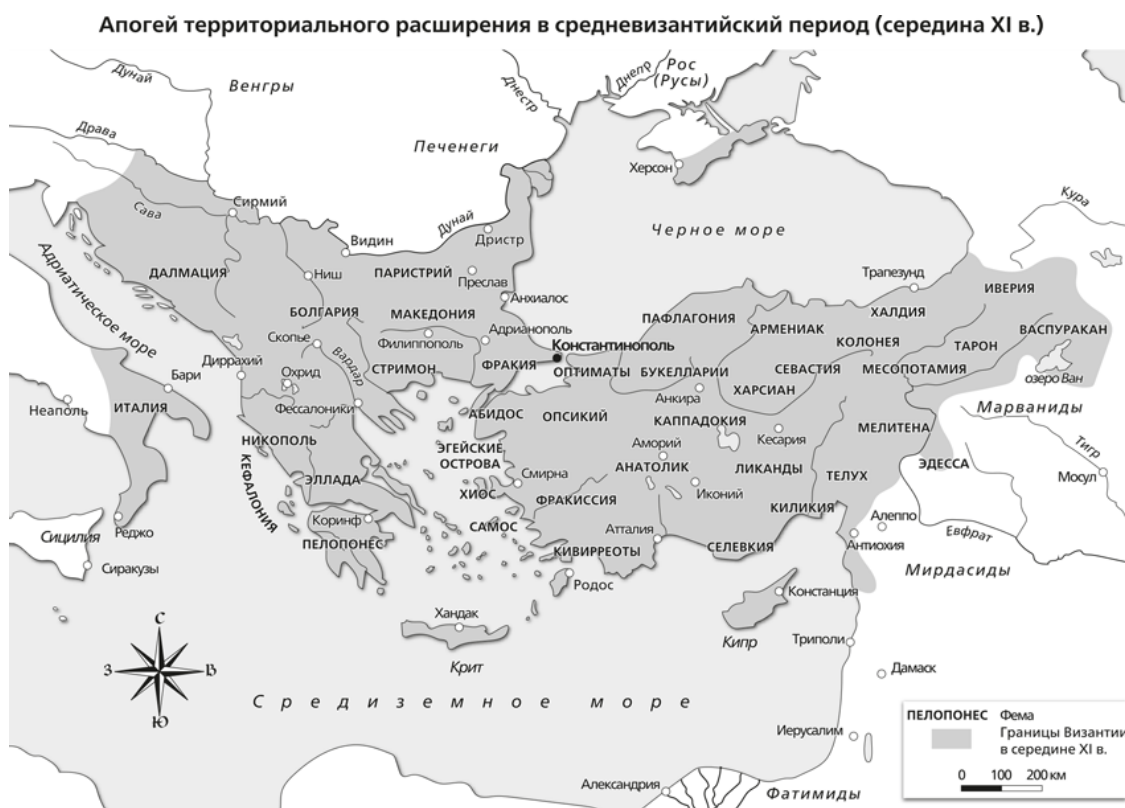 Апогей территориального расширения в средневизантийский период (середина XI в.)
Дунай
Венгры
Днестр
Днепр
Рос
(Русы)
Драва
Печенеги
Херсон
Кура
Сава
Сирмий
Дунай
Видин
Дристр
Черное море
Адриатическое море
ДАЛМАЦИЯ
Ниш
ПАРИСТРИЙ
Преслав
Трапезунд
ИВЕРИЯ
Анхиалос
БОЛГАРИЯ
МАКЕДОНИЯ
ПАФЛАГОНИЯ
АРМЕНИАК
ХАЛДИЯ
ВАСПУРАКАН
Скопье
Филиппополь
Адрианополь
Константинополь
КОЛОНЕЯ
ТАРОН
Диррахий
Вардар
СТРИМОН
ФРАКИЯ
ОПТИМАТЫ
БУКЕЛЛАРИИ
СЕВАСТИЯ
МЕСОПОТАМИЯ
Бари
Охрид
Анкира
ХАРСИАН
озеро Ван
Неаполь
ИТАЛИЯ
Фессалоники
АБИДОС
ОПСИКИЙ
КАППАДОКИЯ
Марваниды
НИКОПОЛЬ
ЭГЕЙСКИЕ
ОСТРОВА
Аморий
Кесария
МЕЛИТЕНА
Тигр
КЕФАЛОНИЯ
ЭЛЛАДА
Смирна
АНАТОЛИК
ЛИКАНДЫ
ТЕЛУХ
ЭДЕССА
Мосул
ХИОС
ФРАКИССИЯ
Иконий
Коринф
САМОС
Атталия
КИЛИКИЯ
Алеппо
Реджо
Сицилия
ПЕЛОПОНЕС
КИВИРРЕОТЫ
СЕЛЕВКИЯ
Антиохия
Евфрат
Сиракузы
Родос
Констанция
Мирдасиды
Хандак
Крит
Кипр
Триполи
С
З
В
Ю
Дамаск
Средиземное море
Иерусалим
Александрия
Фатимиды
ПЕЛОПОНЕС Фема
Границы Византии
в середине XI в.
0 100 200 км